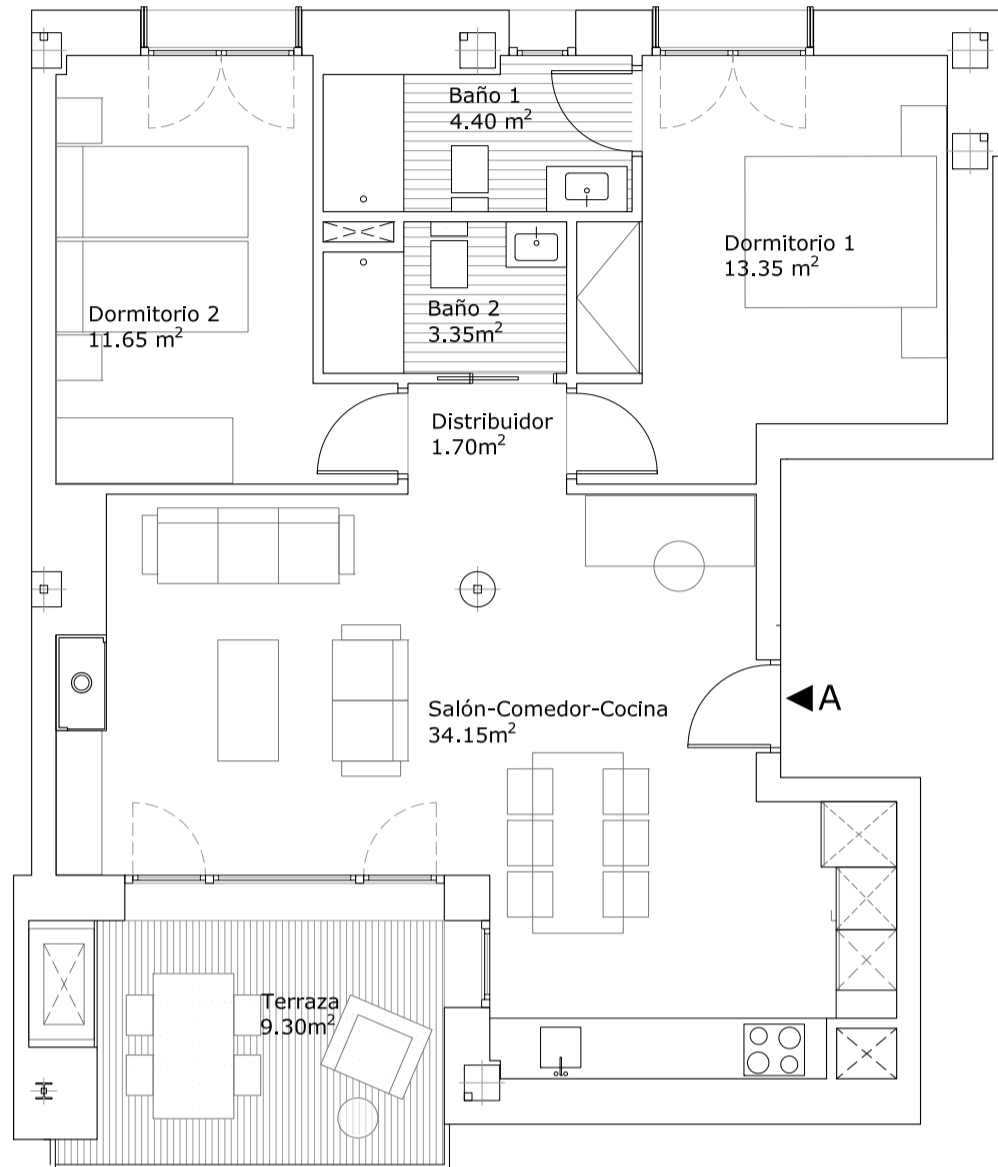 Baño 1
4.40 m²
Dormitorio 1
13.35 m²
Dormitorio 2
11.65 m²
Baño 2
3.35m²
Distribuidor
1.70m²
Salón-Comedor-Cocina
34.15m²
◀A
Terraza
9.30m²